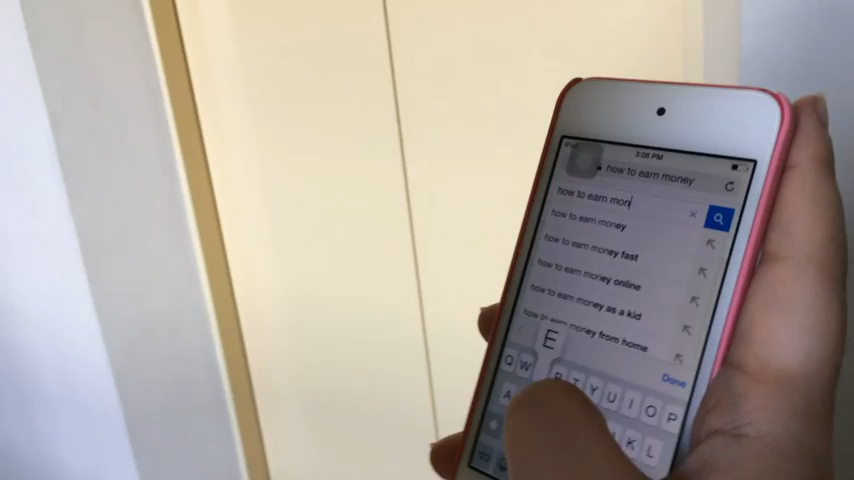 iPod
3:08 PM
how to earn money
how to earn mon
how to earn money
how to earn money fast
how to earn money online
how to earn money as a kid
how to earn money from home
Done
E
Q W R T Y U I O P
A K L